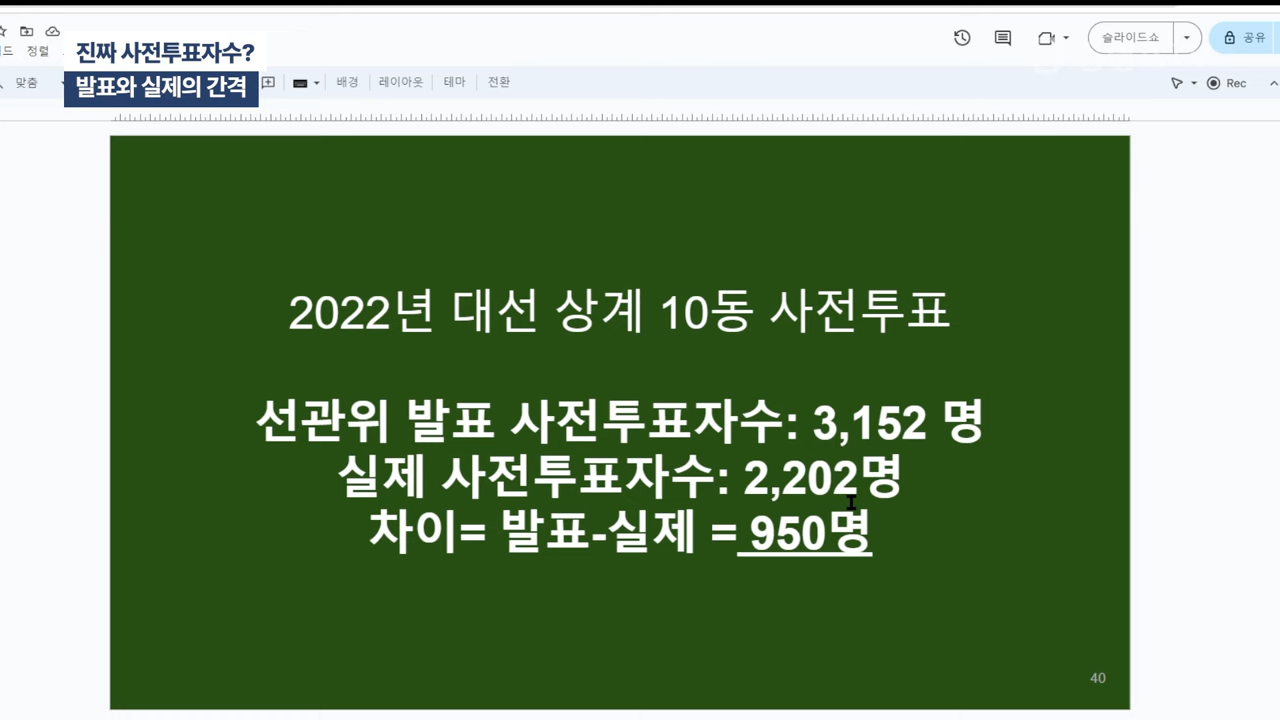 진짜 사전투표자수?
발표와 실제의 간격
정렬
맞춤
배경
레이아웃
테마
전환
슬라이드쇼
공유
Rec
2022년 대선 상계 10동 사전투표
선관위 발표 사전투표자수: 3,152 명
실제 사전투표자수: 2,202명
차이= 발표-실제 = 950명
40